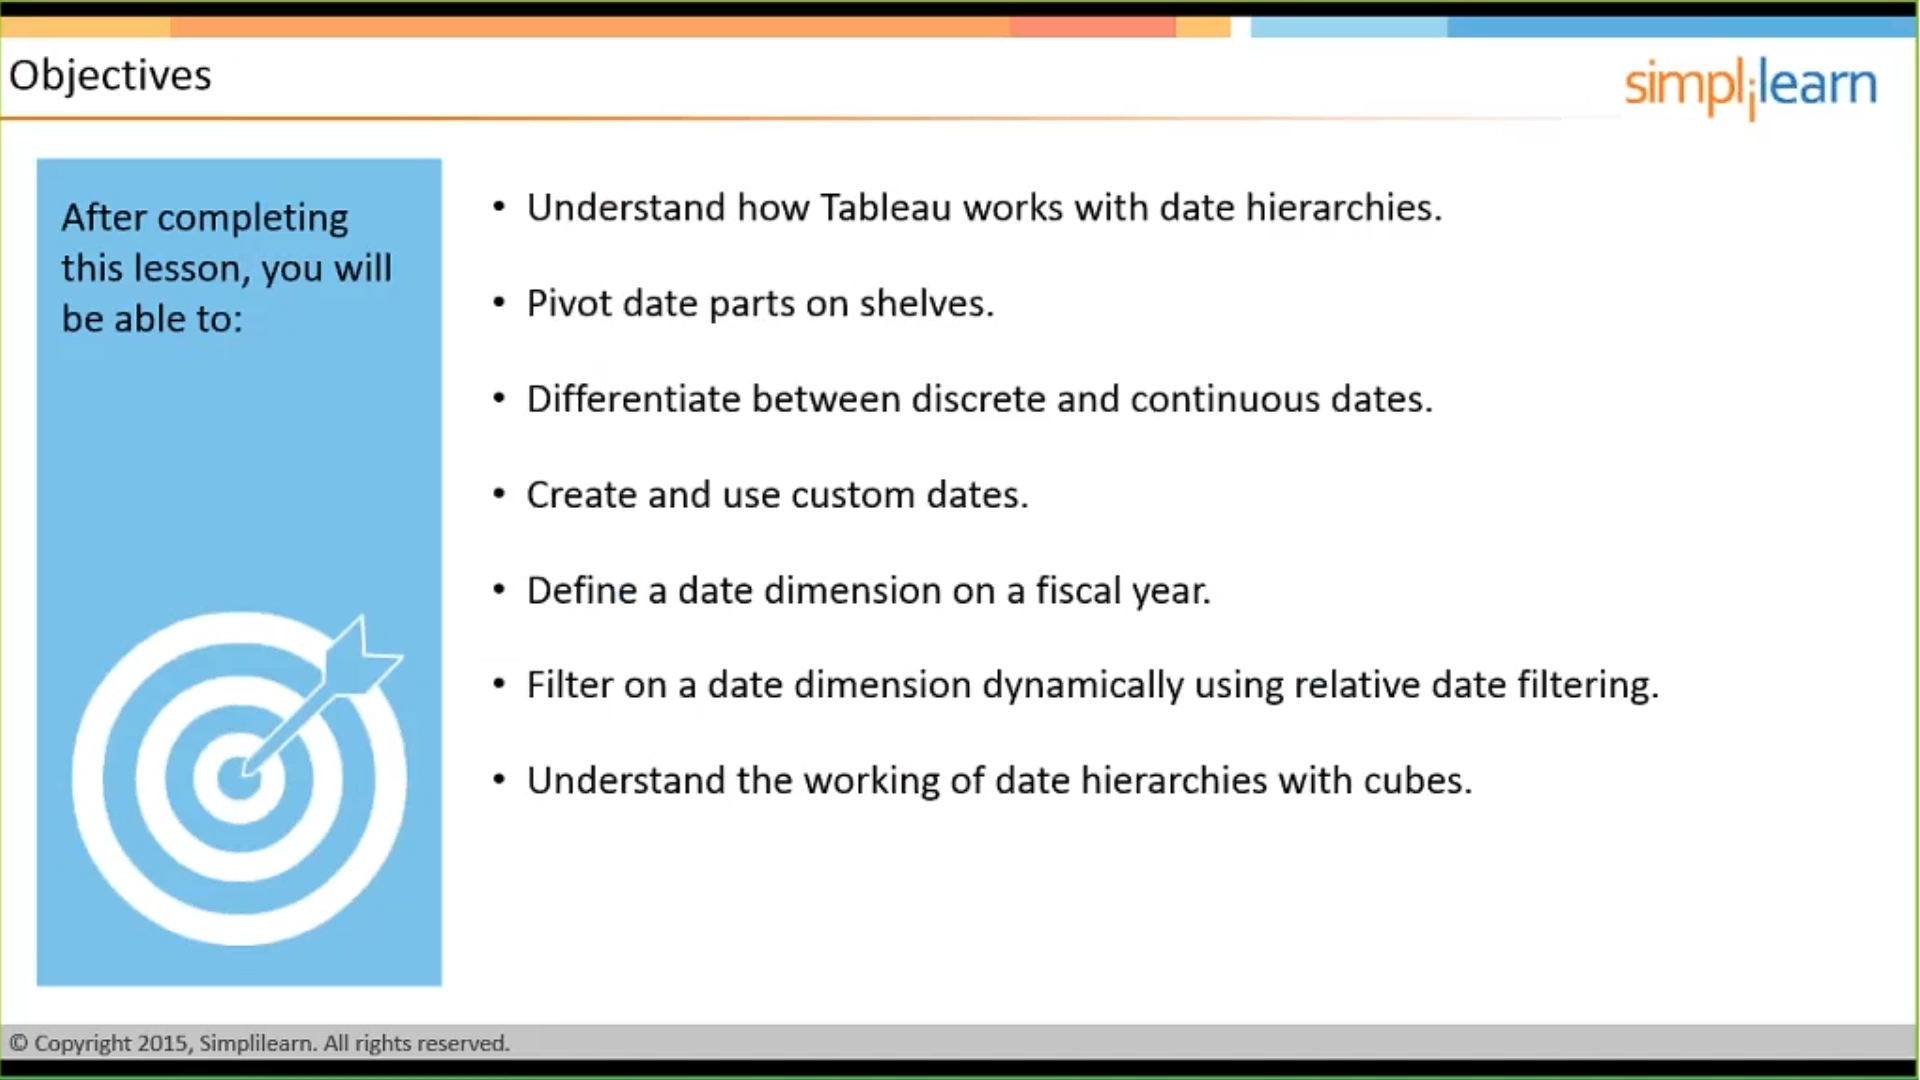 Objectives
simplilearn
After completing
this lesson, you will
be able to:
• Understand how Tableau works with date hierarchies.
• Pivot date parts on shelves.
• Differentiate between discrete and continuous dates.
• Create and use custom dates.
• Define a date dimension on a fiscal year.
• Filter on a date dimension dynamically using relative date filtering.
• Understand the working of date hierarchies with cubes.
© Copyright 2015, Simplilearn. All rights reserved.